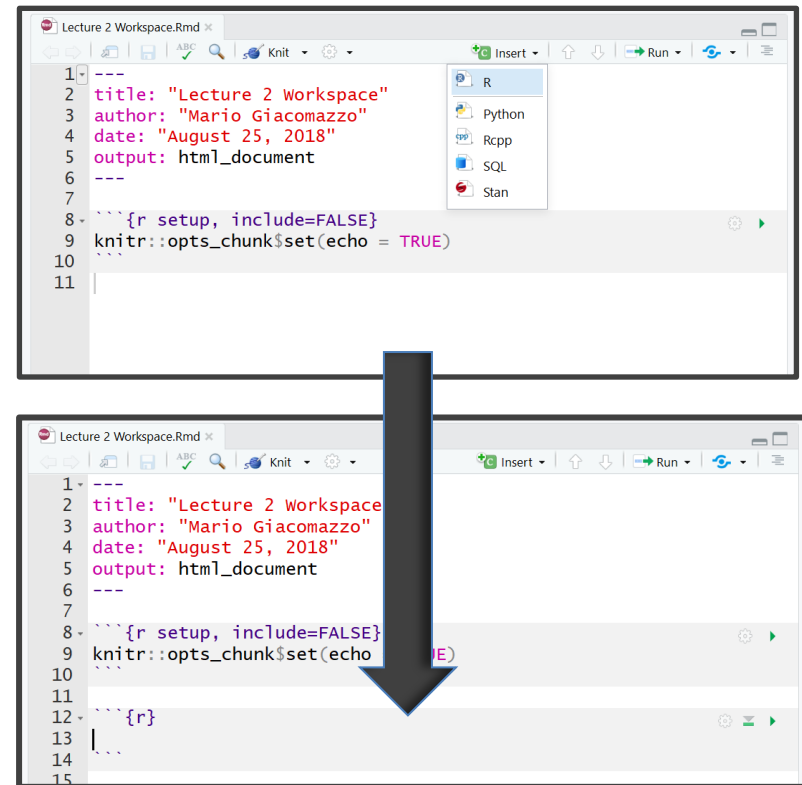 Lecture 2 Workspace.Rmd
ABC Knit Insert Run
1 ---
2 title: "Lecture 2 Workspace"
3 author: "Mario Giacomazzo"
4 date: "August 25, 2018"
5 output: html_document
6 ---
7
8 ```{r setup, include=FALSE}
9 knitr::opts_chunk$set(echo = TRUE)
10 ```
11
R
Python
Rcpp
SQL
Stan
Lecture 2 Workspace.Rmd
ABC Knit Insert Run
1 ---
2 title: "Lecture 2 Workspace
3 author: "Mario Giacomazzo"
4 date: "August 25, 2018"
5 output: html_document
6 ---
7
8 ```{r setup, include=FALSE}
9 knitr::opts_chunk$set(echo UE)
10 ```
11
12 ```{r}
13
14 ```
15